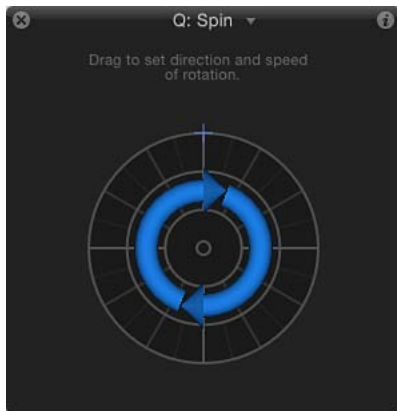 Q: Spin
Drag to set direction and speed
of rotation.